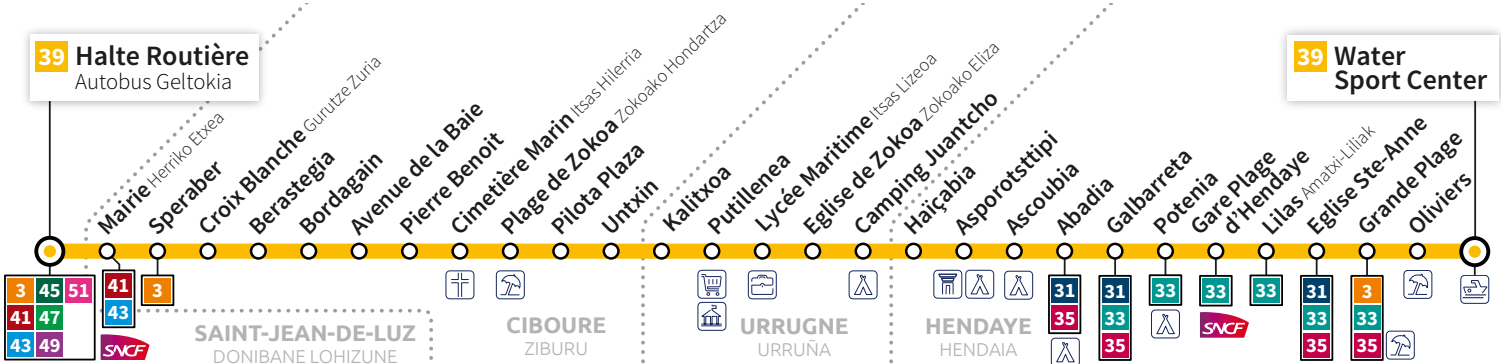 39 Halte Routière
Autobus Geltokia
Mairie Herriko Etxea
Speraber
Croix Blanche Gurutze Zuria
Berastegia
Bordagain
Avenue de la Baie
Pierre Benoit
Cimetière Marin Itsas Hilerria
Plage de Zokoa Zokoako Hondartza
Pilota Plaza
Untxin
Kalitxoa
Putillenea
Lycée Maritime Itsas Lizeoa
Eglise de Zokoa Zokoako Eliza
Camping Juantcho
Haïçabia
Asporotsttipi
Ascoubia
Abadia
Galbarreta
Potenia
Gare Plage
d'Hendaye
Lilas Amatxi-Liliak
Eglise Ste-Anne
Grande Plage
Oliviers
39 Water
Sport Center
3 45 51
41 47
43 49
41
43
SNCF
3
31
35
31
33
35
33
33
SNCF
33
31
33
35
3
33
35
SAINT-JEAN-DE-LUZ
DONIBANE LOHIZUNE
CIBOURE
ZIBURU
URRUGNE
URRUÑA
HENDAYE
HENDAIA